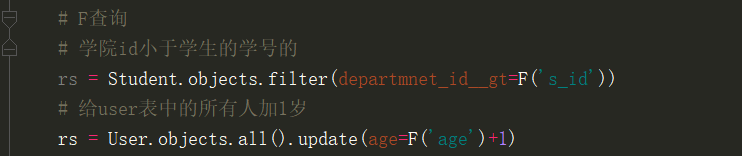 # F查询
# 学院id小于学生的学号的
rs = Student.objects.filter(departmnet_id__gt=F('s_id'))
# 给user表中的所有人加1岁
rs = User.objects.all().update(age=F('age')+1)